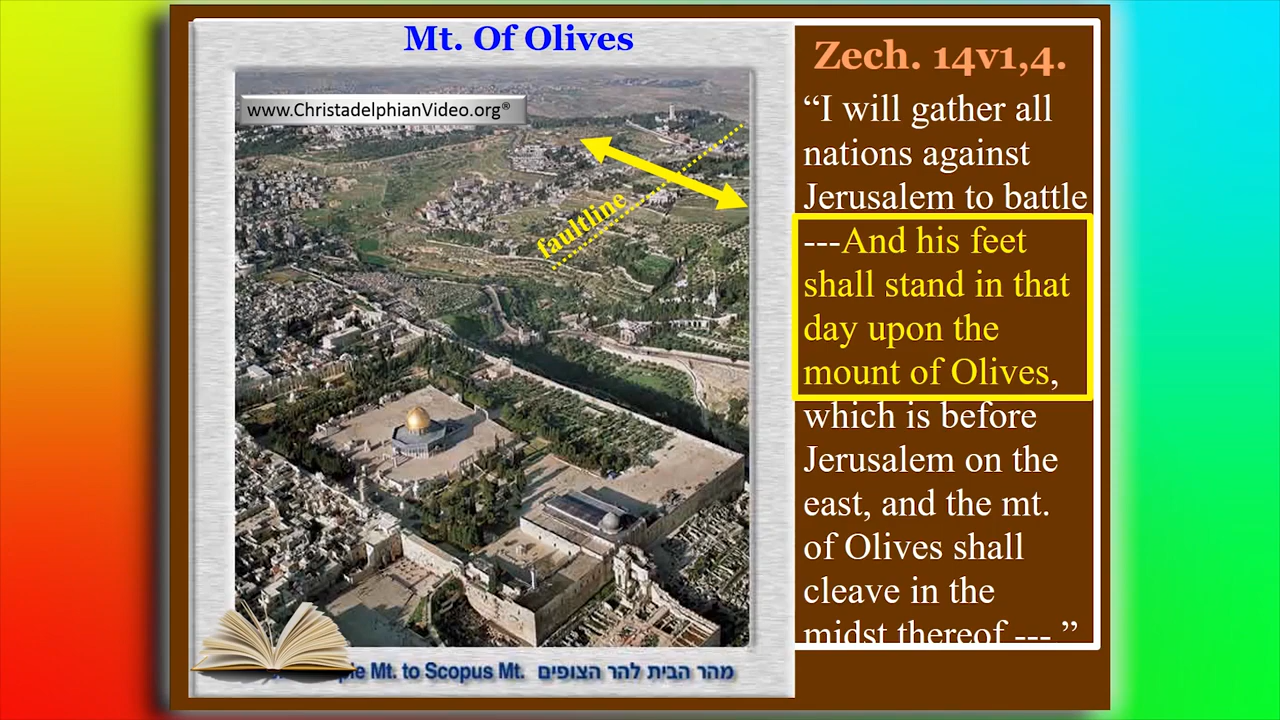 Mt. Of Olives
www.ChristadelphianVideo.org®
faultline
Mt. to Scopus Mt. מהר הבית להר הצופים
Zech. 14v1,4.
“I will gather all
nations against
Jerusalem to battle
---And his feet
shall stand in that
day upon the
mount of Olives,
which is before
Jerusalem on the
east, and the mt.
of Olives shall
cleave in the
midst thereof --- ”